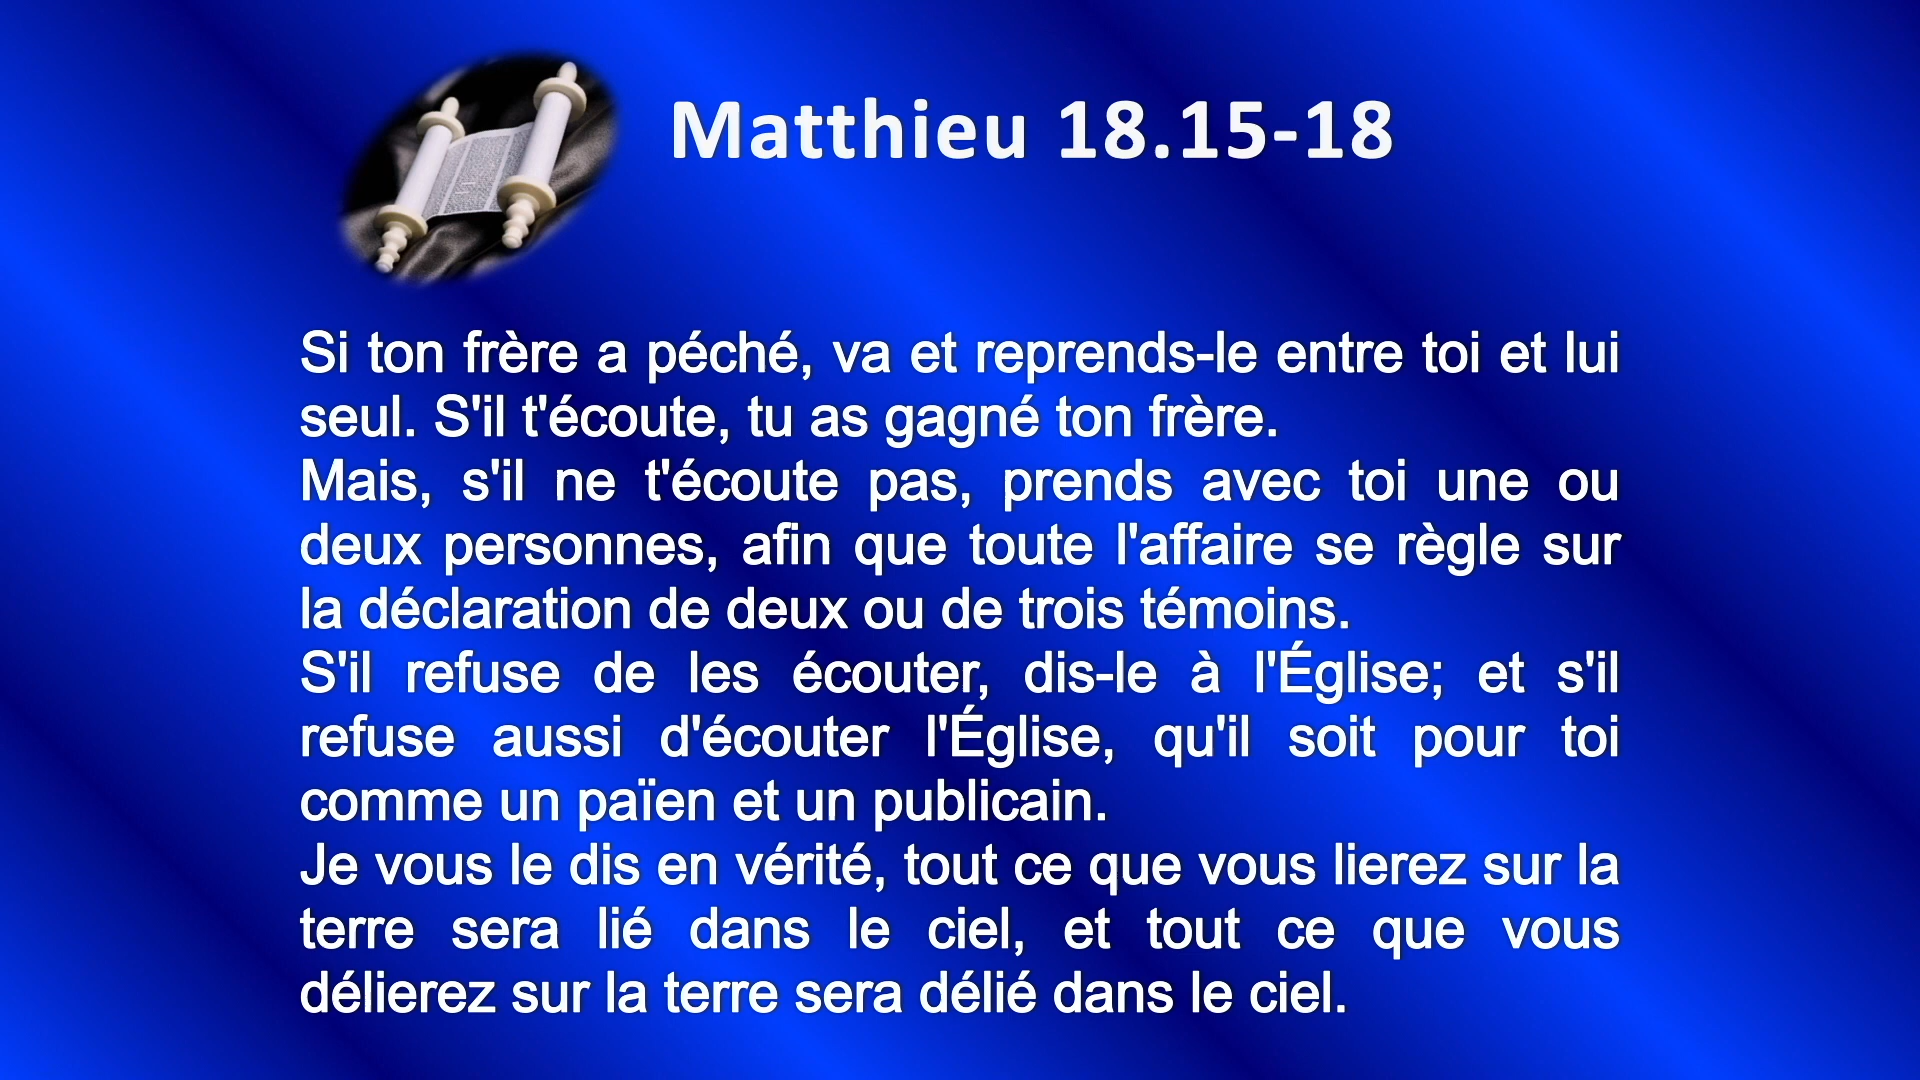 Matthieu 18.15-18
Si ton frère a péché, va et reprends-le entre toi et lui
seul. S'il t'écoute, tu as gagné ton frère.
Mais, s'il ne t'écoute pas, prends avec toi une ou
deux personnes, afin que toute l'affaire se règle sur
la déclaration de deux ou de trois témoins.
S'il refuse de les écouter, dis-le à l'Église; et s'il
refuse aussi d'écouter l'Église, qu'il soit pour toi
comme un païen et un publicain.
Je vous le dis en vérité, tout ce que vous lierez sur la
terre sera lié dans le ciel, et tout ce que vous
délierez sur la terre sera délié dans le ciel.